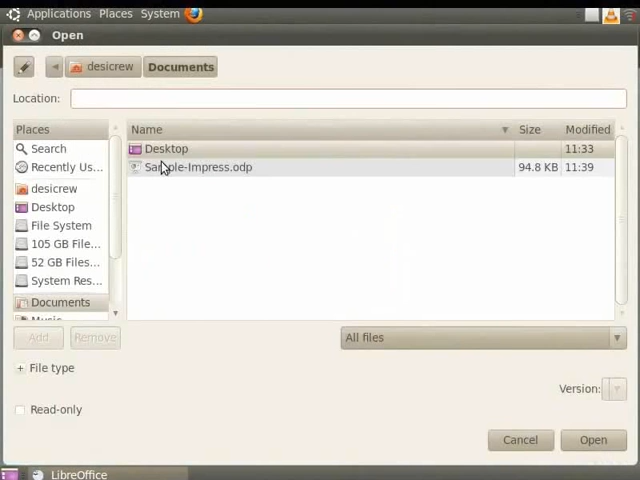 Applications Places System
Open
desicrew Documents
Location:
Places
Search
Recently Us...
desicrew
Desktop
File System
105 GB File...
52 GB Files...
System Res...
Documents
Name Size Modified
Desktop 11:33
Sample-Impress.odp 94.8 KB 11:39
Add Remove
All files
File type
Version:
Read-only
Cancel Open
LibreOffice